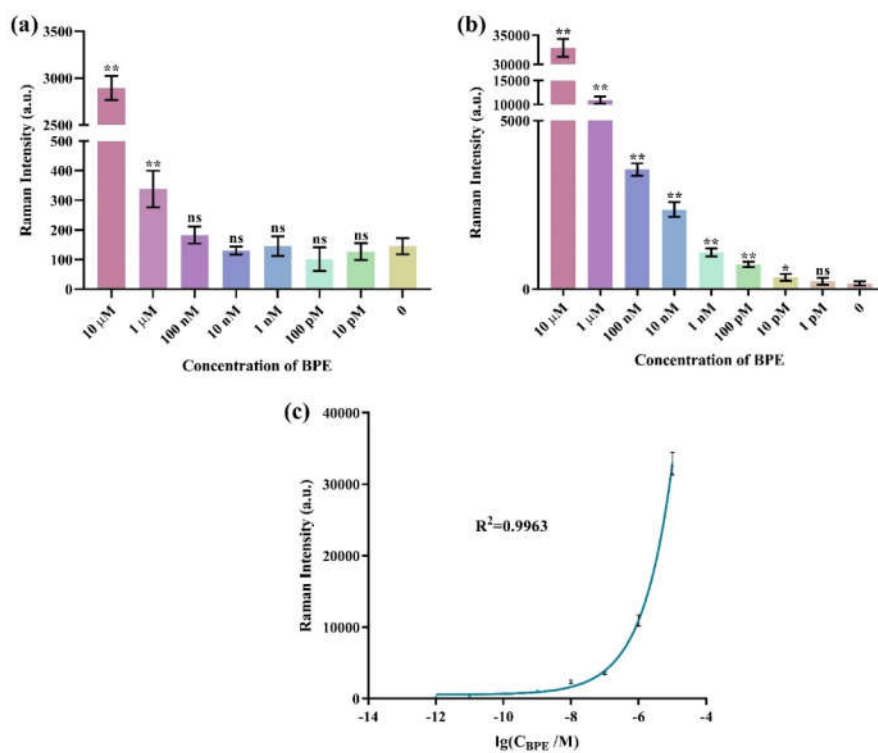 (a)
Raman Intensity (a.u.)
3500
3000
2500
500
400
300
200
100
0
**
**
ns
ns
ns
ns
ns
10 μM
1 μM
100 nM
10 nM
1 nM
100 pM
10 pM
0
Concentration of BPE
(b)
Raman Intensity (a.u.)
35000
30000
15000
10000
5000
0
**
**
**
**
**
**
*
ns
10 μM
1 μM
100 nM
10 nM
1 nM
100 pM
10 pM
1 pM
0
Concentration of BPE
(c)
Raman Intensity (a.u.)
40000
30000
20000
10000
0
R²=0.9963
-14
-12
-10
-8
-6
-4
lg(C_BPE /M)